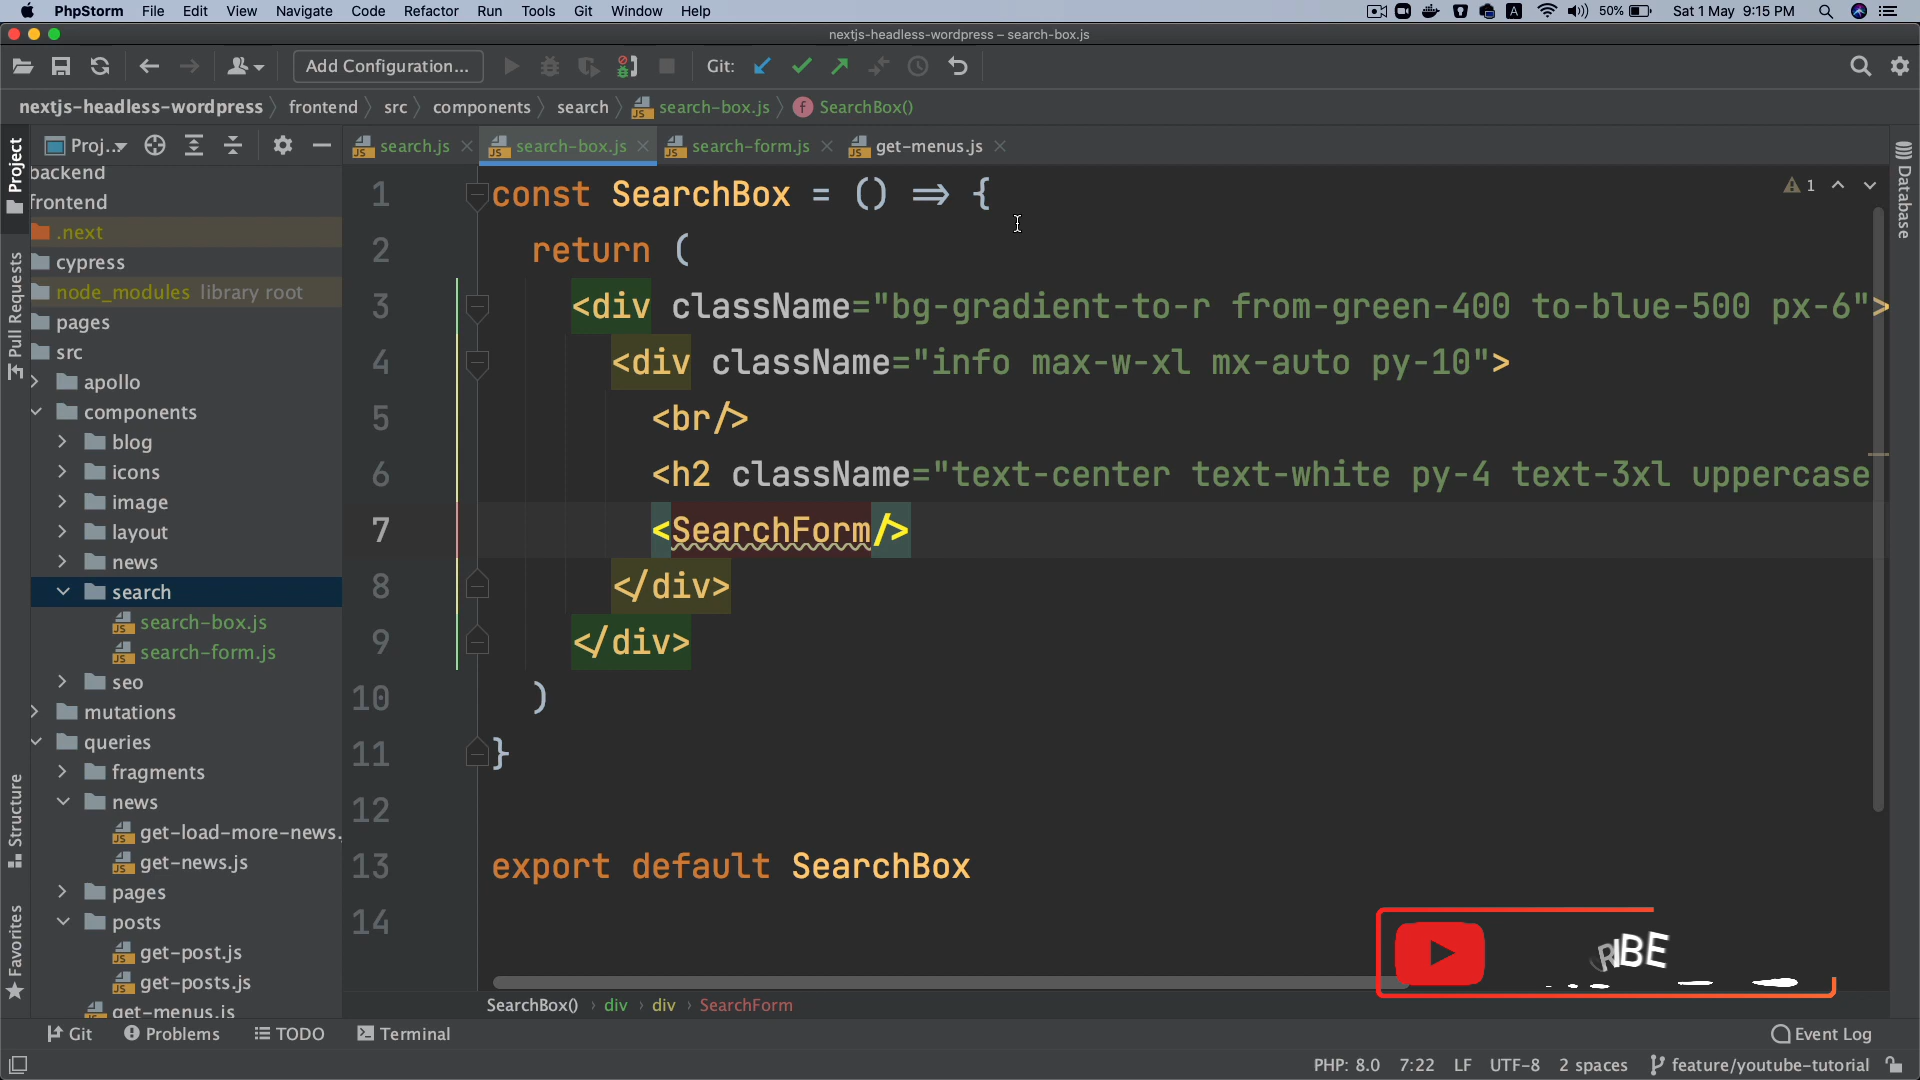 PhpStorm File Edit View Navigate Code Refactor Run Tools Git Window Help 50% Sat 1 May 9:15 PM
nextjs-headless-wordpress – search-box.js
Add Configuration... Git:
nextjs-headless-wordpress frontend src components search search-box.js SearchBox()
Proj.. search.js search-box.js search-form.js get-menus.js
Project
Pull Requests
Structure
Favorites
Database
backend
frontend
.next
cypress
node_modules library root
pages
src
apollo
components
blog
icons
image
layout
news
search
search-box.js
search-form.js
seo
mutations
queries
fragments
news
get-load-more-news.
get-news.js
pages
posts
get-post.js
get-posts.js
get-menus.js
1
1 const SearchBox = () => {
2 return (
3 <div className="bg-gradient-to-r from-green-400 to-blue-500 px-6">
4 <div className="info max-w-xl mx-auto py-10">
5 <br/>
6 <h2 className="text-center text-white py-4 text-3xl uppercase
7 <SearchForm/>
8 </div>
9 </div>
10 )
11 }
12
13 export default SearchBox
14
RIBE
SearchBox() div div SearchForm
Git Problems TODO Terminal Event Log
PHP: 8.0 7:22 LF UTF-8 2 spaces feature/youtube-tutorial